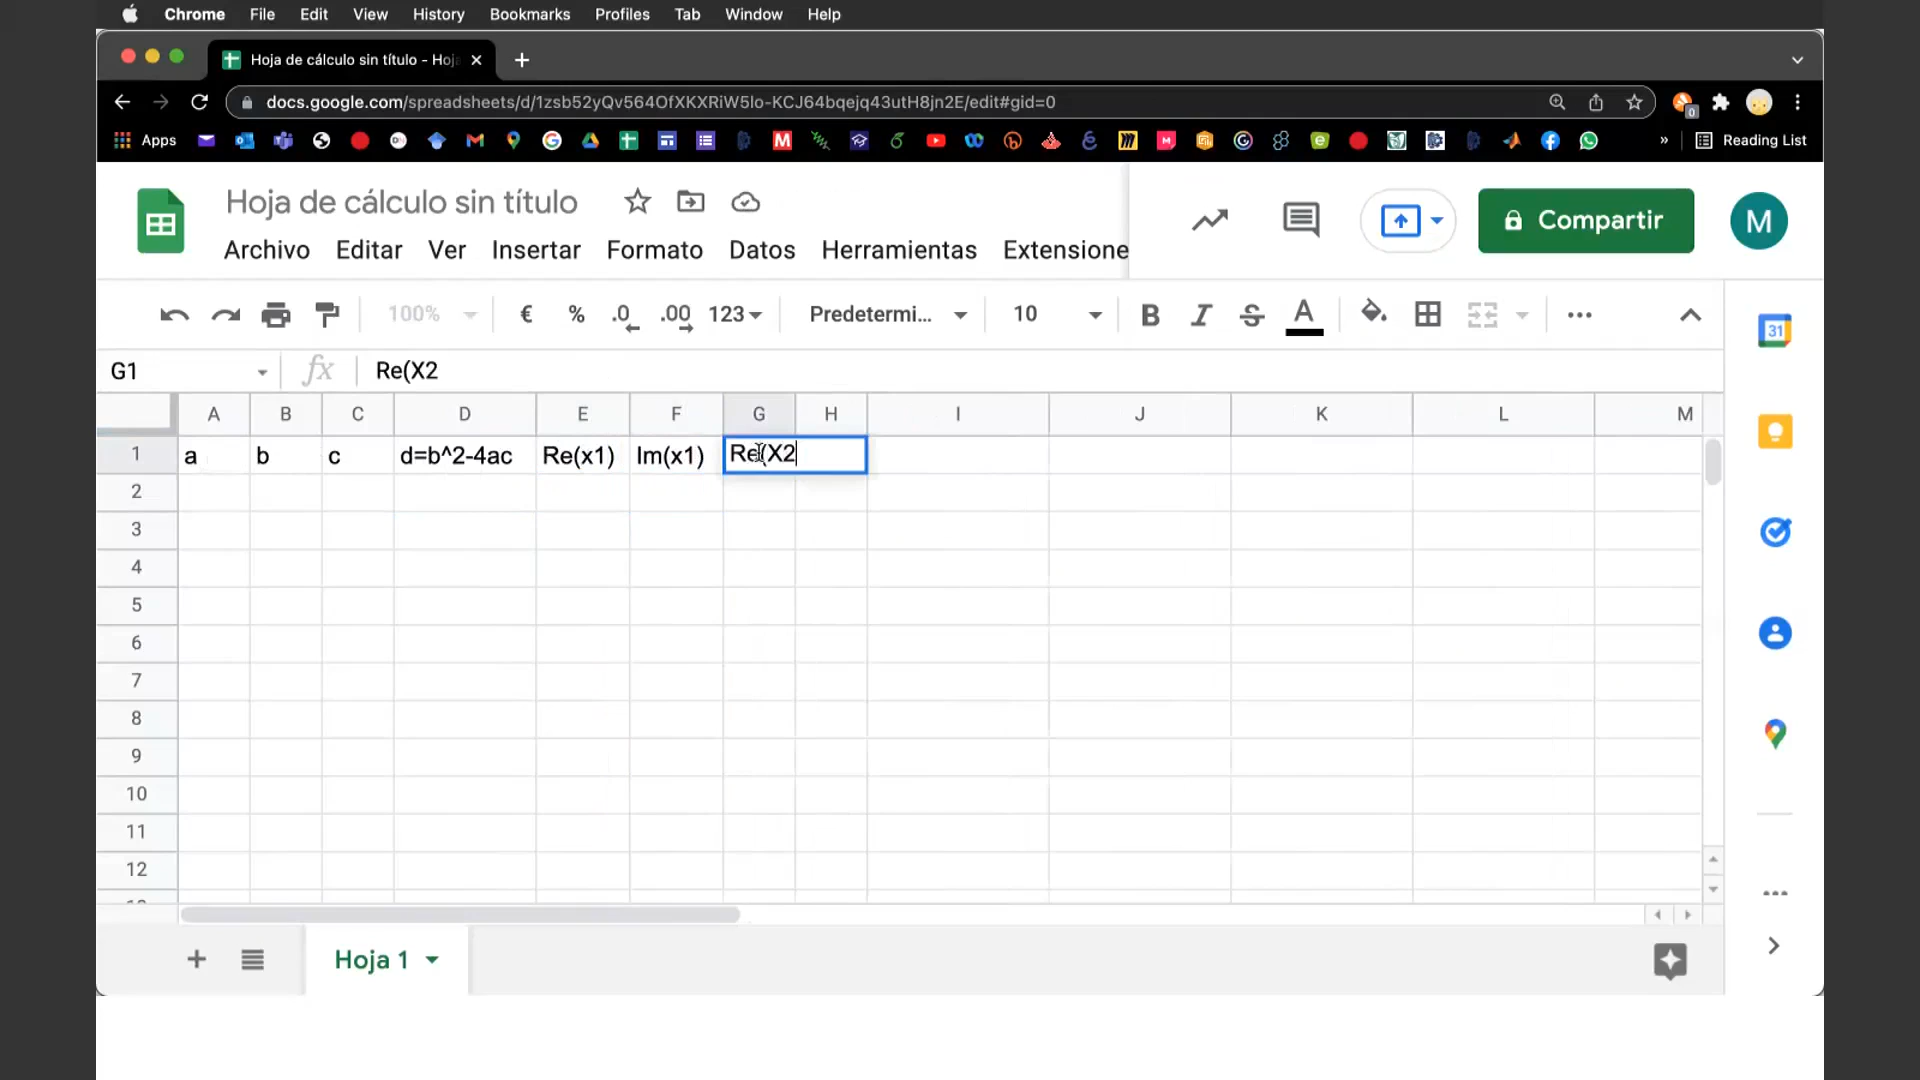 Chrome File Edit View History Bookmarks Profiles Tab Window Help
Hoja de cálculo sin título - Hoj
docs.google.com/spreadsheets/d/1zsb52yQv564OfXKXRiW5lo-KCJ64bqejq43utH8jn2E/edit#gid=0
0
Apps
» Reading List
Hoja de cálculo sin título
Archivo Editar Ver Insertar Formato Datos Herramientas Extensione
Compartir
M
100% € % .0 .00 123 Predetermi... 10 B I S A
31
G1 fx Re(X2
A B C D E F G H I J K L M
1 a b c d=b^2-4ac Re(x1) Im(x1) Re(X2
2
3
4
5
6
7
8
9
10
11
12
Hoja 1